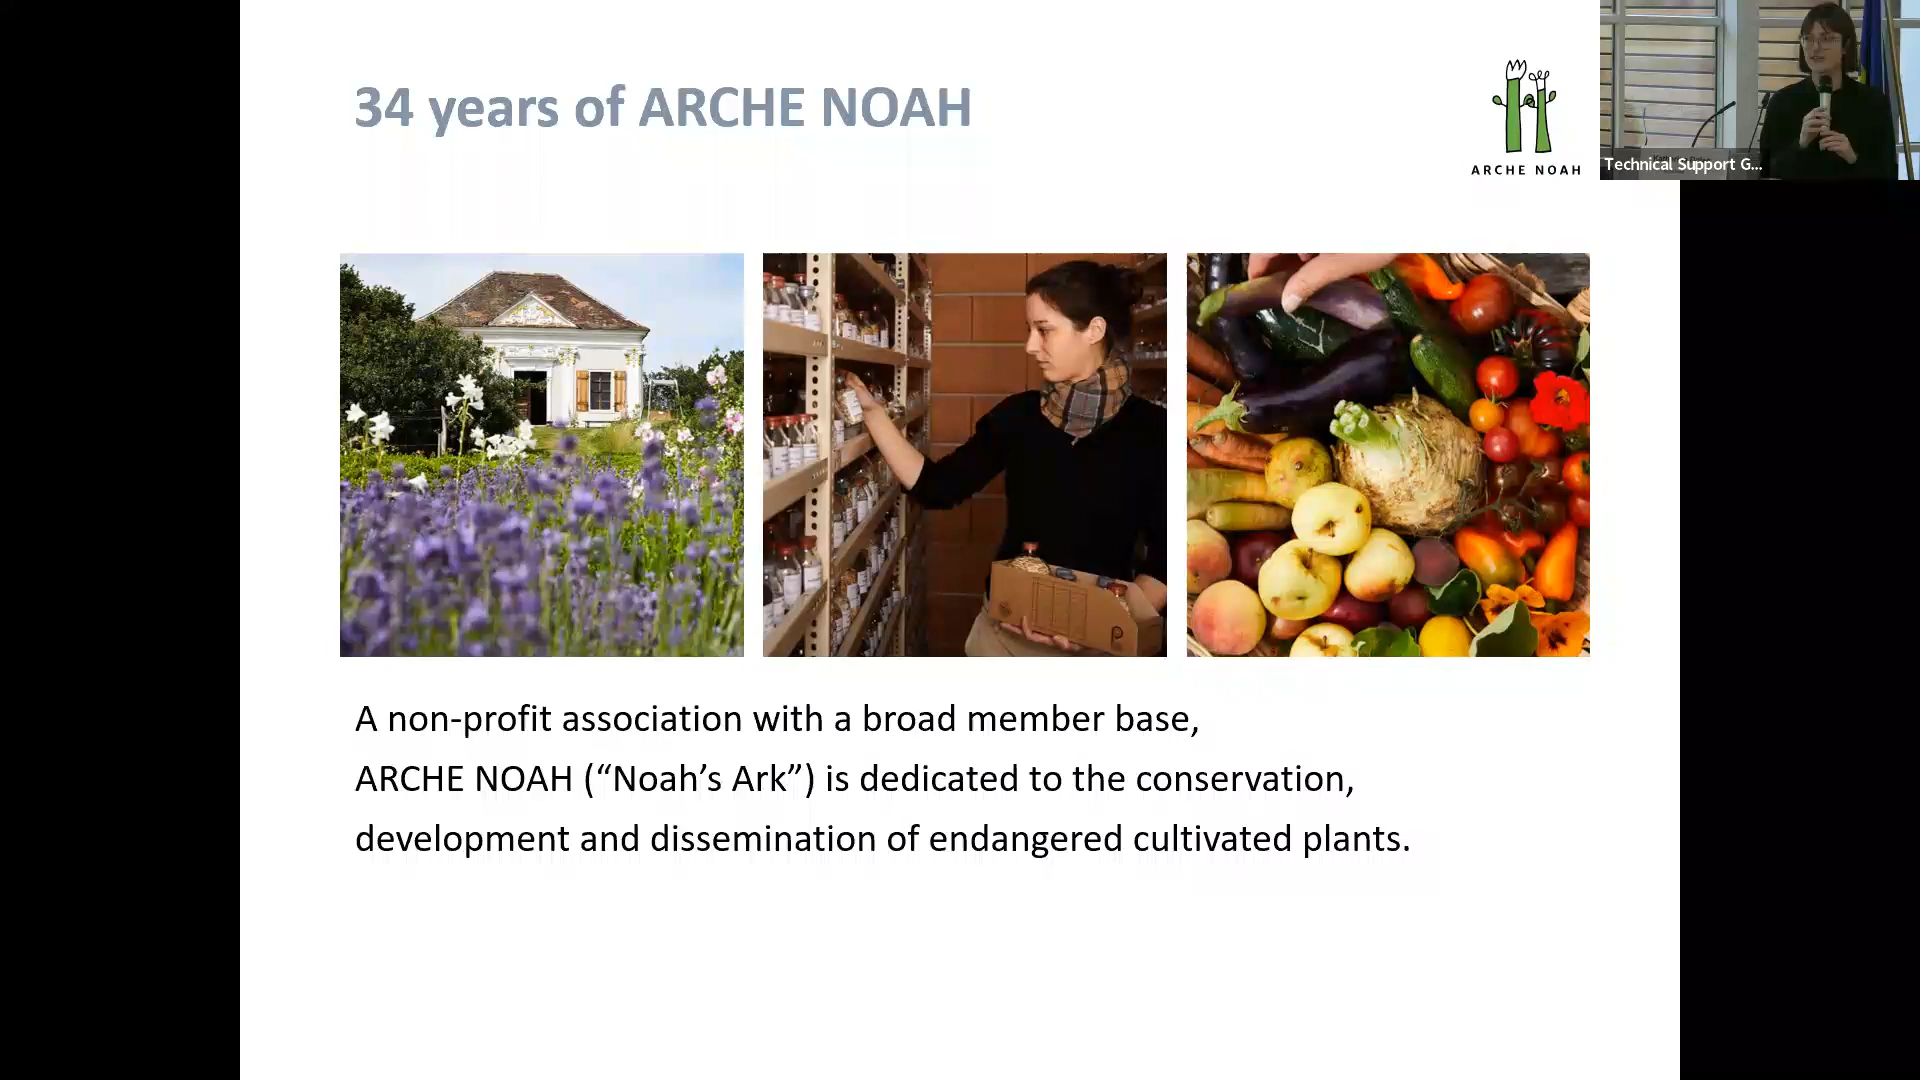 34 years of ARCHE NOAH
ARCHE NOAH
Technical Support G...
A non-profit association with a broad member base,
ARCHE NOAH (“Noah’s Ark”) is dedicated to the conservation,
development and dissemination of endangered cultivated plants.